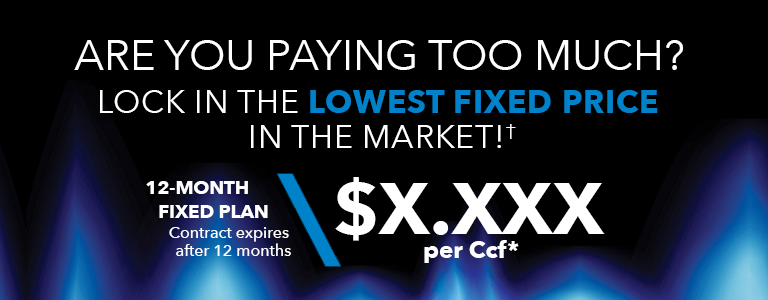 ARE YOU PAYING TOO MUCH?
LOCK IN THE LOWEST FIXED PRICE
IN THE MARKET!†
12-MONTH
FIXED PLAN
Contract expires
after 12 months
$X.XXX
per Ccf*